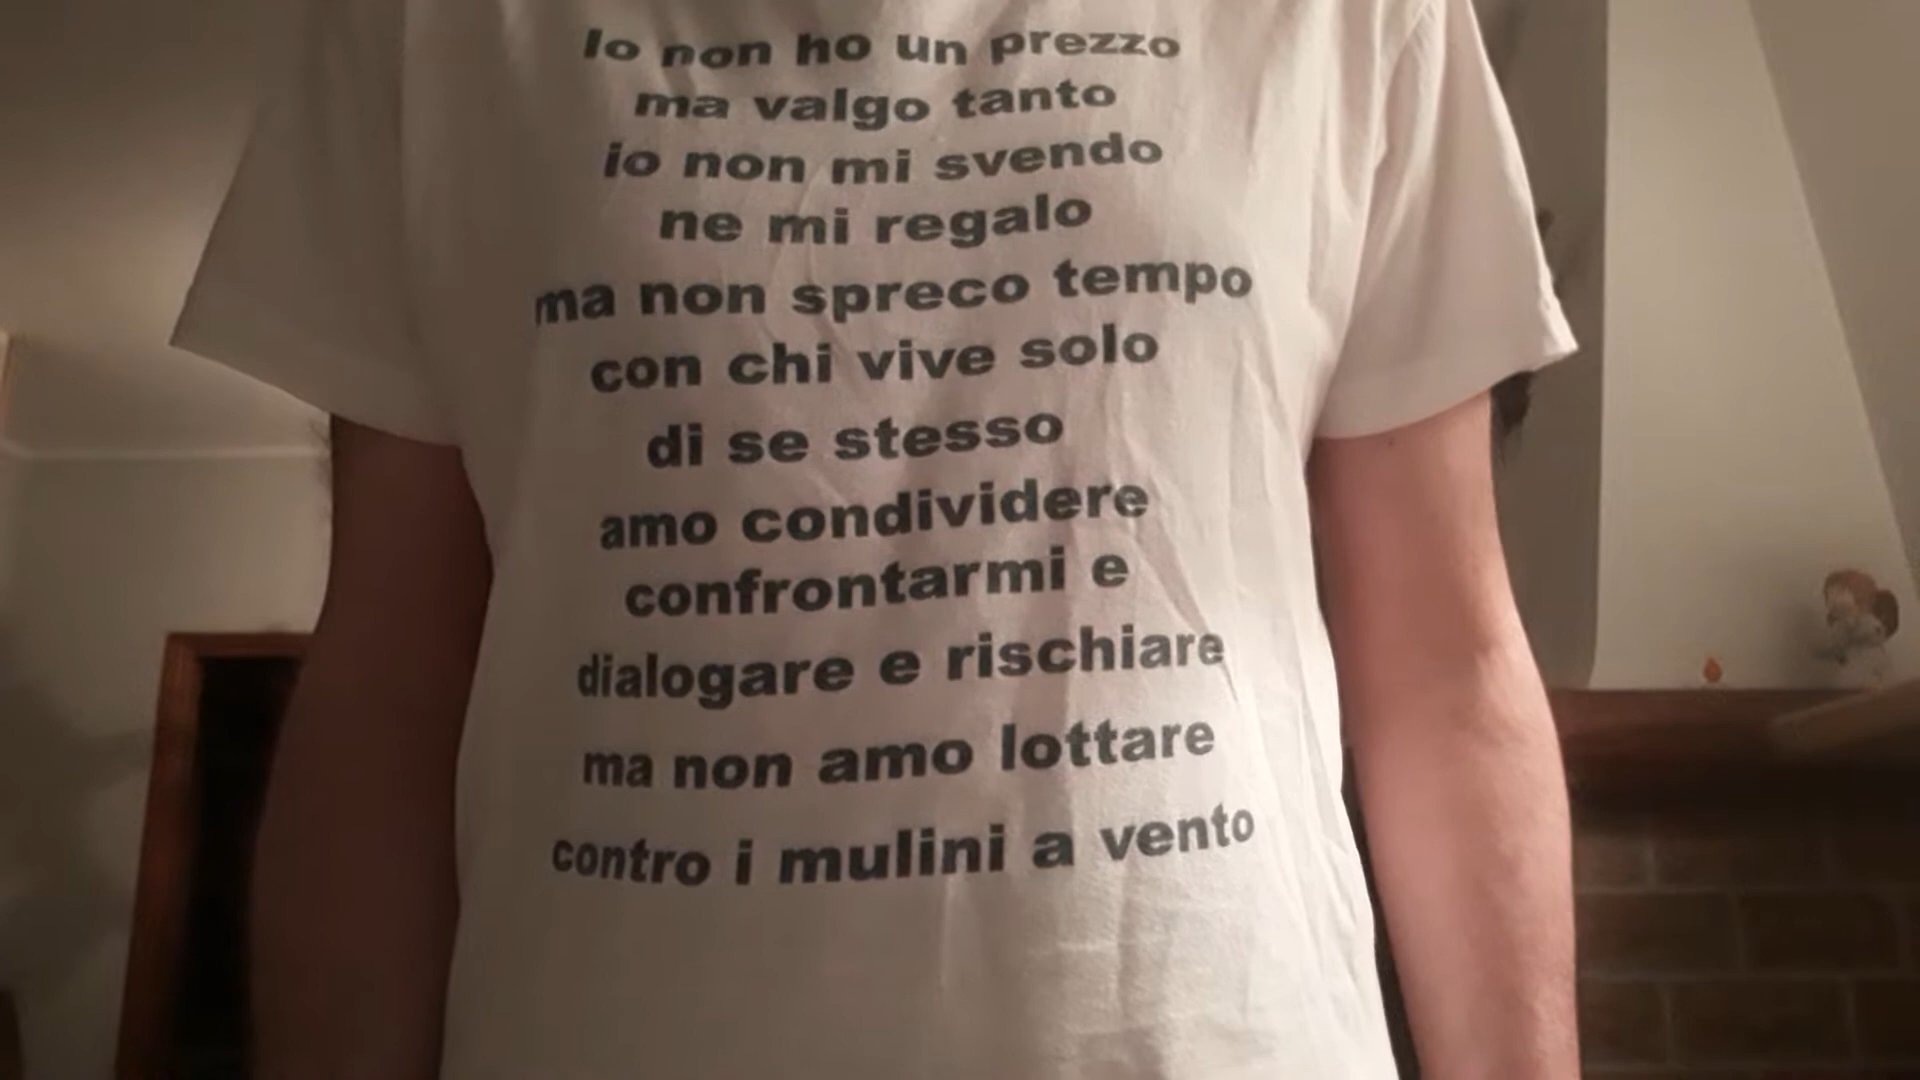 Io non ho un prezzo
ma valgo tanto
io non mi svendo
ne mi regalo
ma non spreco tempo
con chi vive solo
di se stesso
amo condividere
confrontarmi e
dialogare e rischiare
ma non amo lottare
contro i mulini a vento